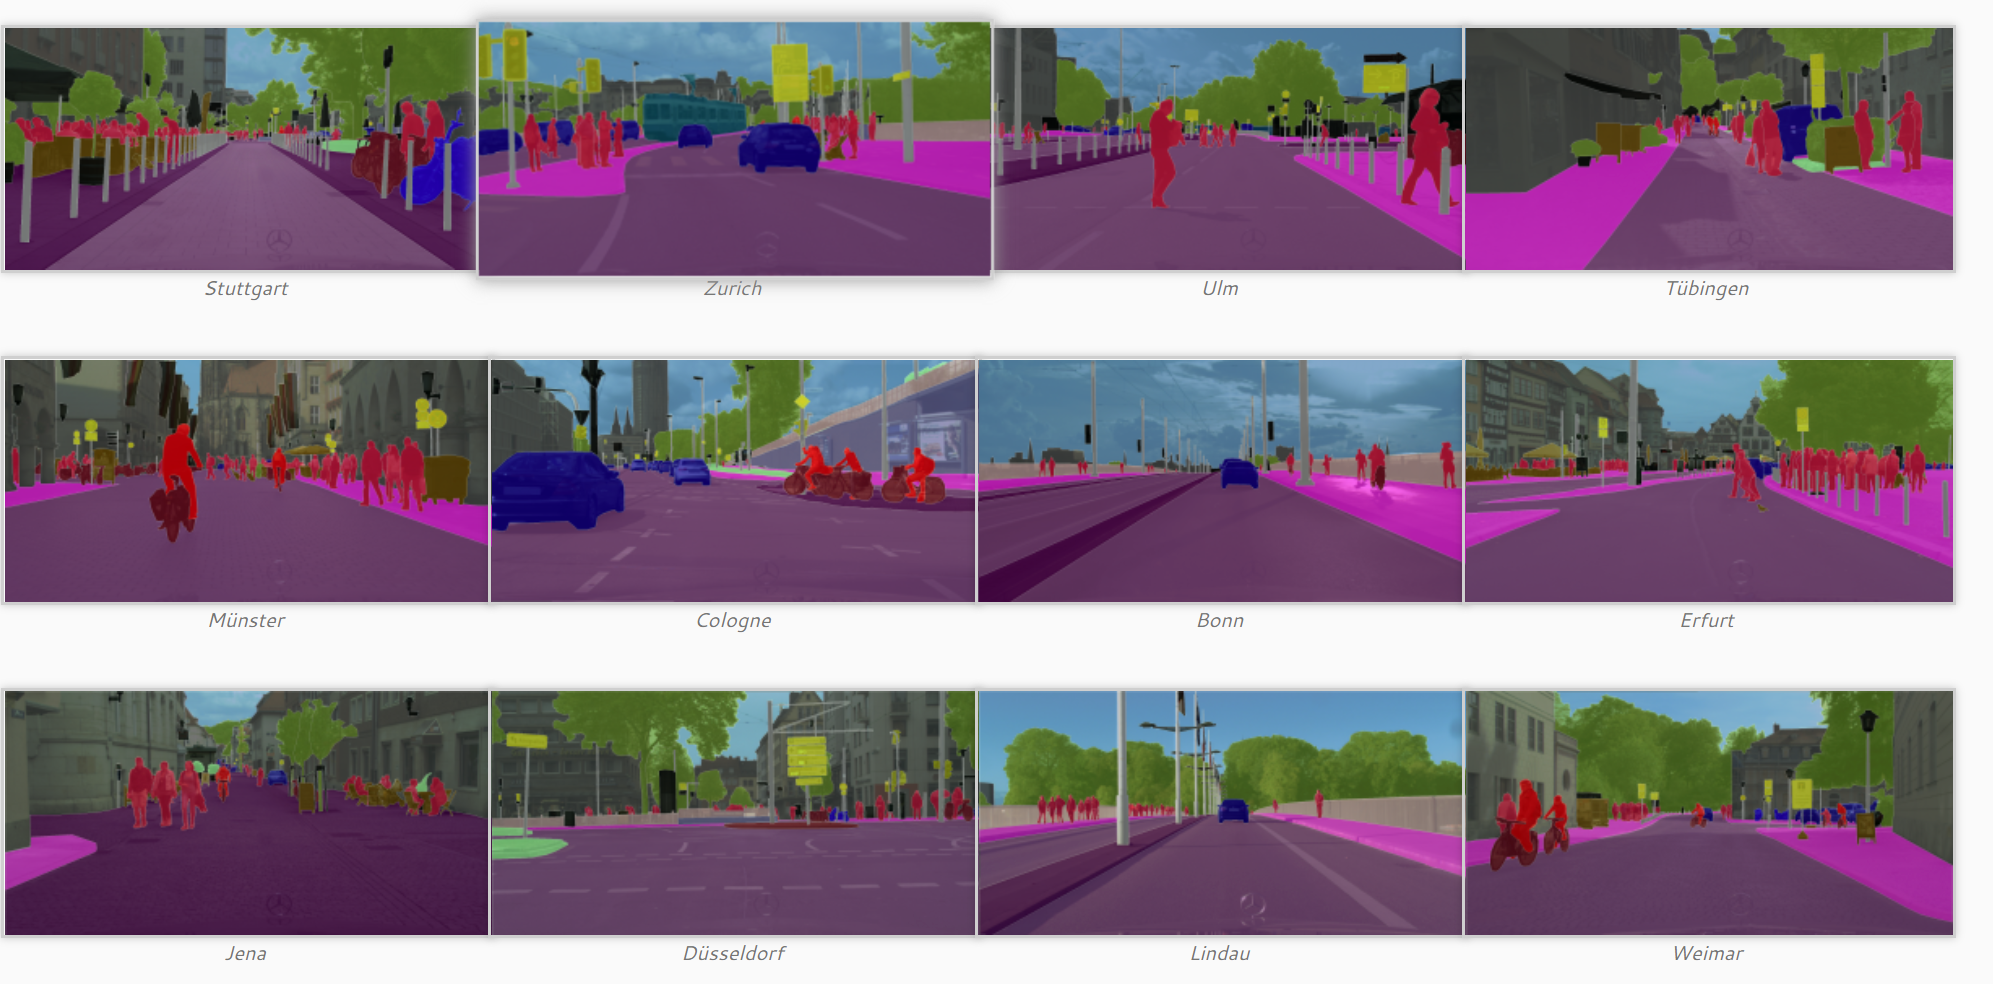 Stuttgart
Zurich
Ulm
Tübingen
Münster
Cologne
Bonn
Erfurt
Jena
Düsseldorf
Lindau
Weimar